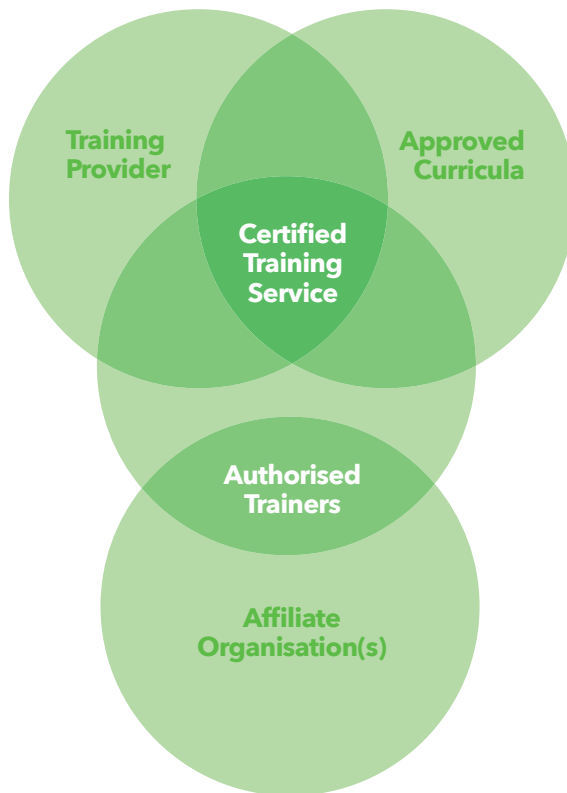 Training
Provider
Approved
Curricula
Certified
Training
Service
Authorised
Trainers
Affiliate
Organisation(s)